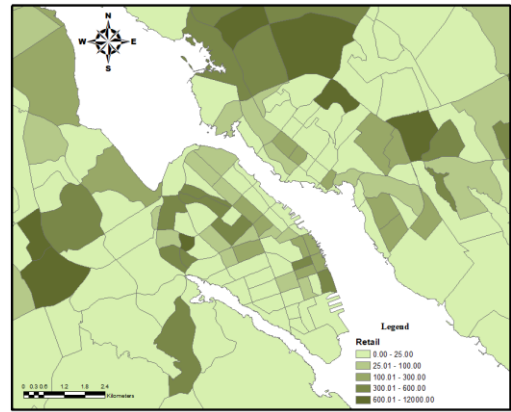 N
W E
S
Legend
Retail
0.00 - 25.00
25.01 - 100.00
100.01 - 300.00
300.01 - 600.00
600.01 - 12000.00
0 0.3 0.6 1.2 1.8 2.4
Kilometers